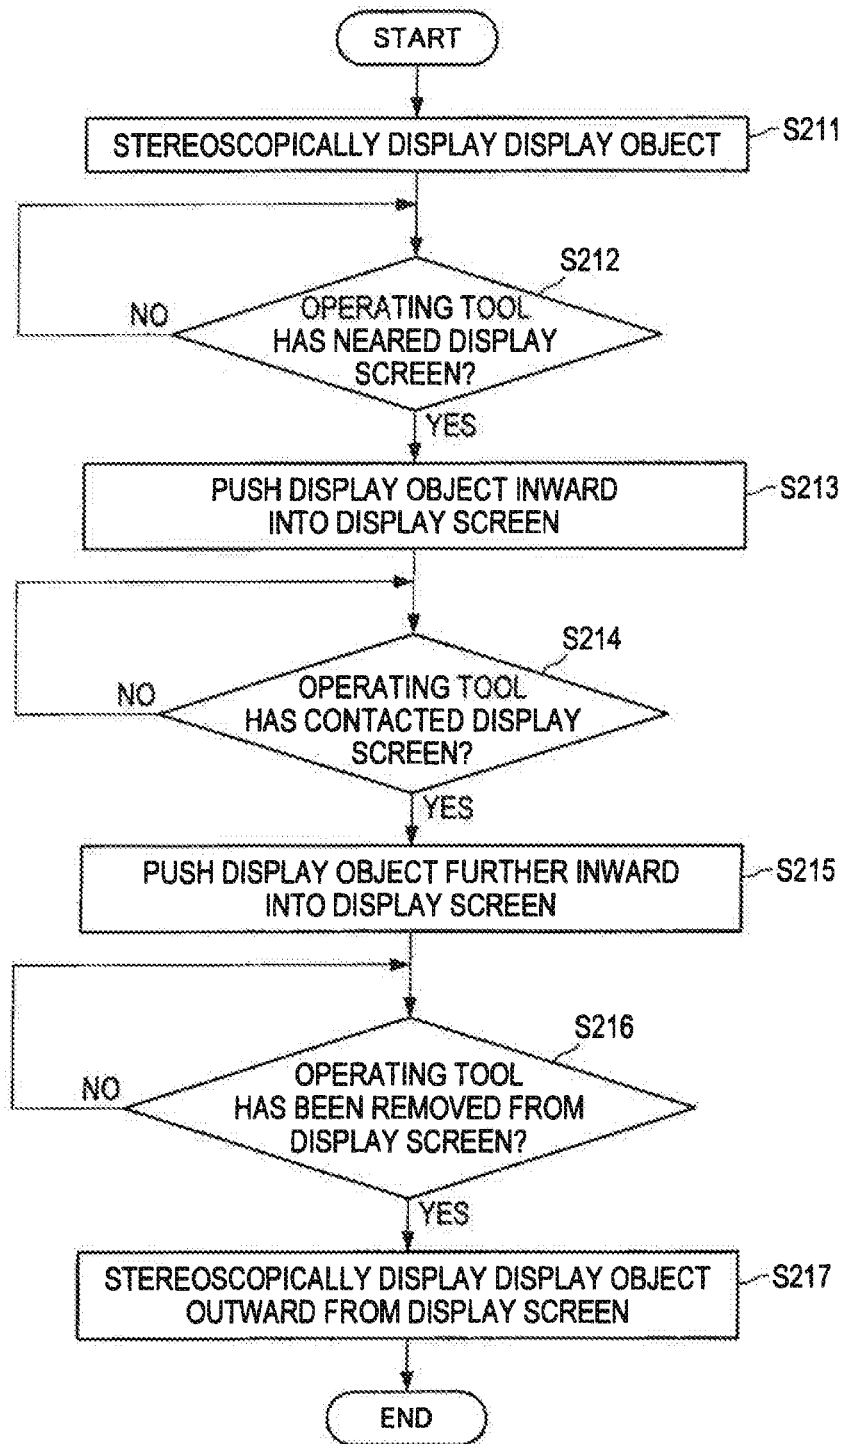 START
STEREOSCOPICALLY DISPLAY DISPLAY OBJECT
S211
S212
OPERATING TOOL
HAS NEARED DISPLAY
SCREEN?
NO
YES
PUSH DISPLAY OBJECT INWARD
INTO DISPLAY SCREEN
S213
S214
OPERATING TOOL
HAS CONTACTED DISPLAY
SCREEN?
NO
YES
PUSH DISPLAY OBJECT FURTHER INWARD
INTO DISPLAY SCREEN
S215
S216
OPERATING TOOL
HAS BEEN REMOVED FROM
DISPLAY SCREEN?
NO
YES
STEREOSCOPICALLY DISPLAY DISPLAY OBJECT
OUTWARD FROM DISPLAY SCREEN
S217
END